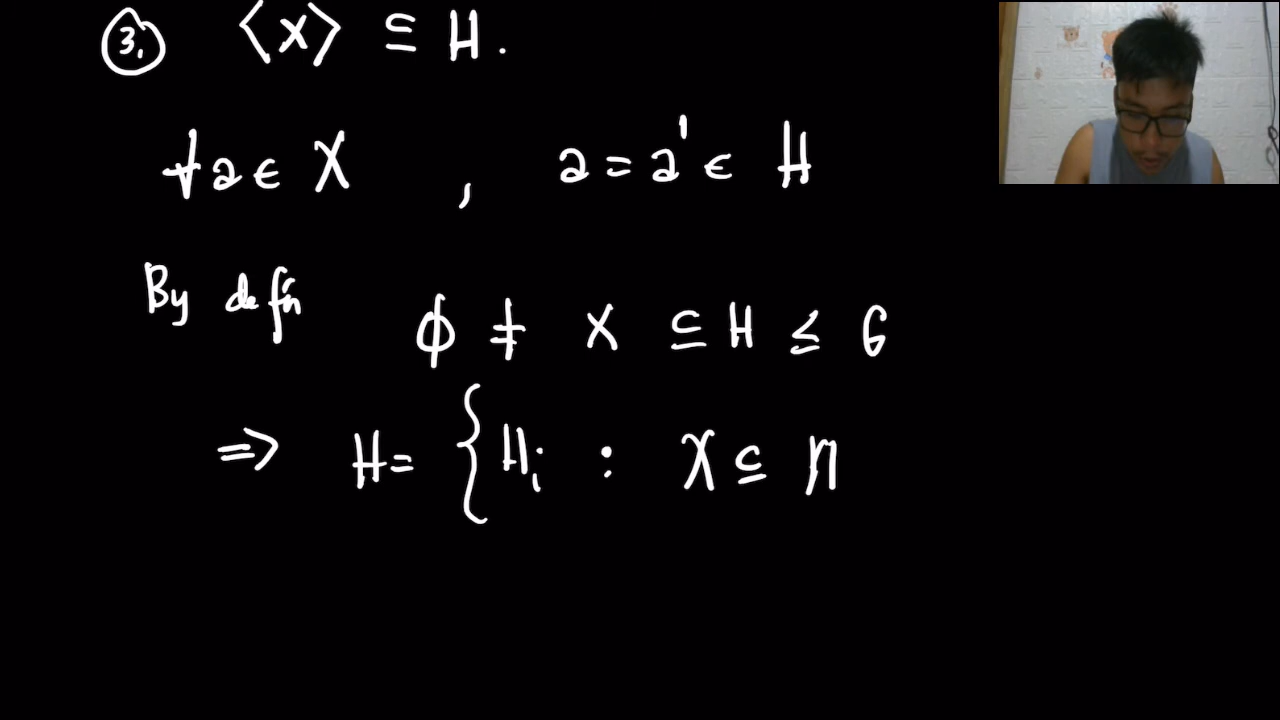 3. ⟨X⟩ ⊆ H.
∀a ∈ X , a = a¹ ∈ H
By defn
ϕ ≠ X ⊆ H ≤ G
⇒ H = { Hᵢ : X ⊆